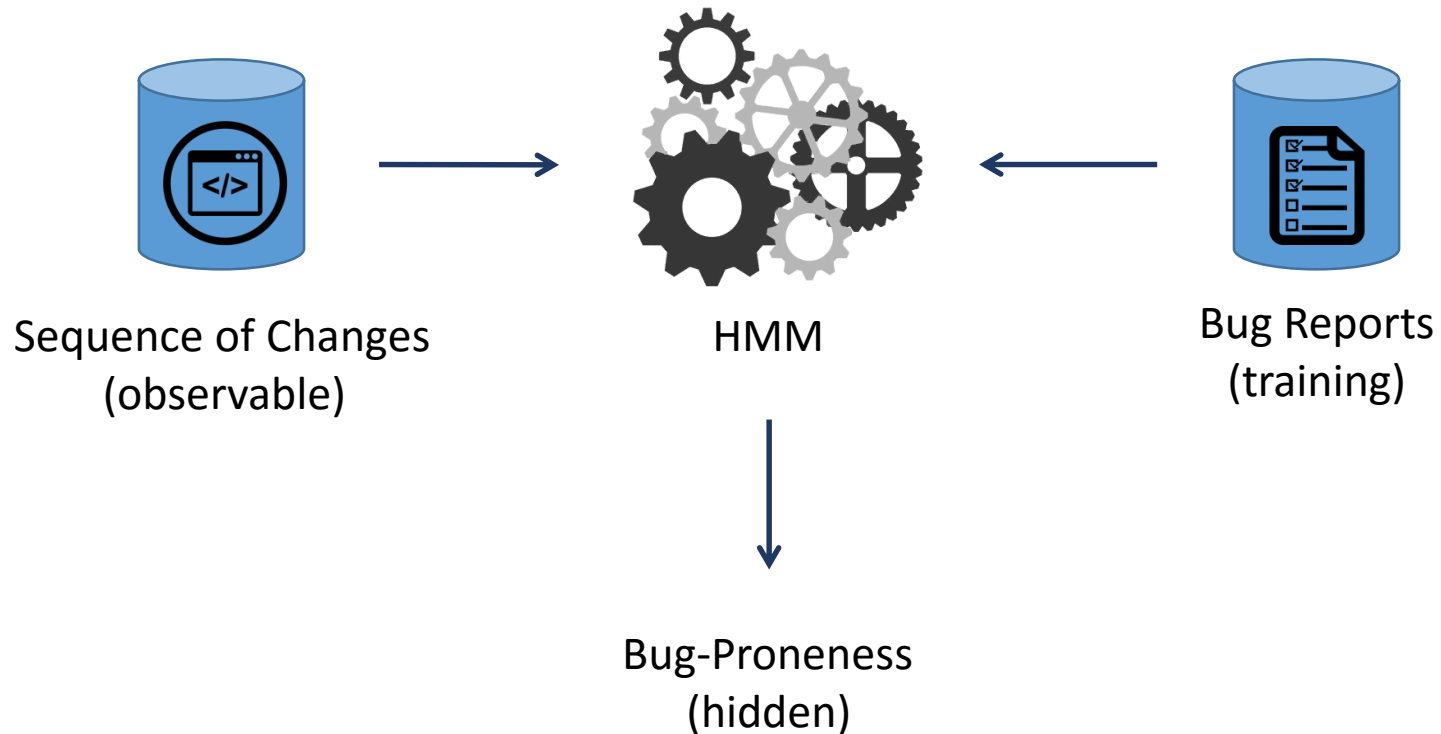 </>
Sequence of Changes
(observable)
HMM
Bug Reports
(training)
Bug-Proneness
(hidden)